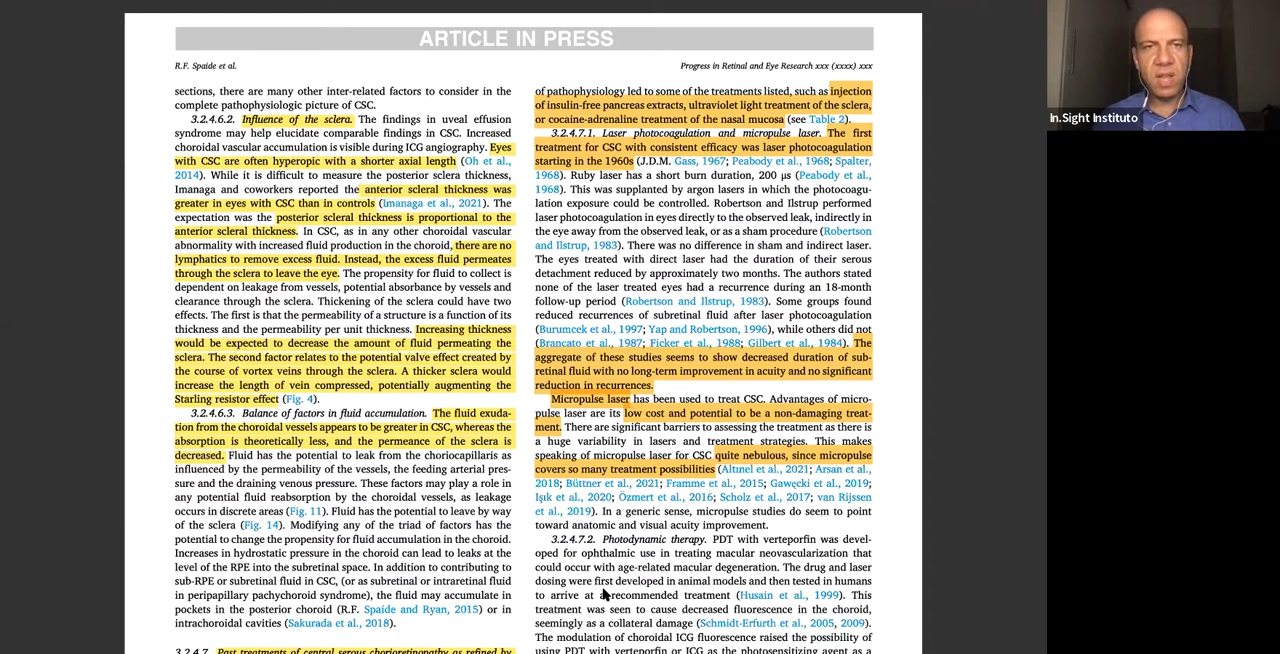 ARTICLE IN PRESS
R.F. Spaide et al.
Progress in Retinal and Eye Research xxx (xxxx) xxx
sections, there are many other inter-related factors to consider in the
complete pathophysiologic picture of CSC.
3.2.4.6.2. Influence of the sclera. The findings in uveal effusion
syndrome may help elucidate comparable findings in CSC. Increased
choroidal vascular accumulation is visible during ICG angiography. Eyes
with CSC are often hyperopic with a shorter axial length (Oh et al.,
2014). While it is difficult to measure the posterior sclera thickness,
Imanaga and coworkers reported the anterior scleral thickness was
greater in eyes with CSC than in controls (Imanaga et al., 2021). The
expectation was the posterior scleral thickness is proportional to the
anterior scleral thickness. In CSC, as in any other choroidal vascular
abnormality with increased fluid production in the choroid, there are no
lymphatics to remove excess fluid. Instead, the excess fluid permeates
through the sclera to leave the eye. The propensity for fluid to collect is
dependent on leakage from vessels, potential absorbance by vessels and
clearance through the sclera. Thickening of the sclera could have two
effects. The first is that the permeability of a structure is a function of its
thickness and the permeability per unit thickness. Increasing thickness
would be expected to decrease the amount of fluid permeating the
sclera. The second factor relates to the potential valve effect created by
the course of vortex veins through the sclera. A thicker sclera would
increase the length of vein compressed, potentially augmenting the
Starling resistor effect (Fig. 4).
3.2.4.6.3. Balance of factors in fluid accumulation. The fluid exuda-
tion from the choroidal vessels appears to be greater in CSC, whereas the
absorption is theoretically less, and the permeance of the sclera is
decreased. Fluid has the potential to leak from the choriocapillaris as
influenced by the permeability of the vessels, the feeding arterial pres-
sure and the draining venous pressure. These factors may play a role in
any potential fluid reabsorption by the choroidal vessels, as leakage
occurs in discrete areas (Fig. 11). Fluid has the potential to leave by way
of the sclera (Fig. 14). Modifying any of the triad of factors has the
potential to change the propensity for fluid accumulation in the choroid.
Increases in hydrostatic pressure in the choroid can lead to leaks at the
level of the RPE into the subretinal space. In addition to contributing to
sub-RPE or subretinal fluid in CSC, (or as subretinal or intraretinal fluid
in peripapillary pachychoroid syndrome), the fluid may accumulate in
pockets in the posterior choroid (R.F. Spaide and Ryan, 2015) or in
intrachoroidal cavities (Sakurada et al., 2018).
3.2.4.7. Past treatments of central serous chorioretinopathy as refined by
of pathophysiology led to some of the treatments listed, such as injection
of insulin-free pancreas extracts, ultraviolet light treatment of the sclera,
or cocaine-adrenaline treatment of the nasal mucosa (see Table 2).
3.2.4.7.1. Laser photocoagulation and micropulse laser. The first
treatment for CSC with consistent efficacy was laser photocoagulation
starting in the 1960s (J.D.M. Gass, 1967; Peabody et al., 1968; Spalter,
1968). Ruby laser has a short burn duration, 200 μs (Peabody et al.,
1968). This was supplanted by argon lasers in which the photocoagu-
lation exposure could be controlled. Robertson and Ilstrup performed
laser photocoagulation in eyes directly to the observed leak, indirectly in
the eye away from the observed leak, or as a sham procedure (Robertson
and Ilstrup, 1983). There was no difference in sham and indirect laser.
The eyes treated with direct laser had the duration of their serous
detachment reduced by approximately two months. The authors stated
none of the laser treated eyes had a recurrence during an 18-month
follow-up period (Robertson and Ilstrup, 1983). Some groups found
reduced recurrences of subretinal fluid after laser photocoagulation
(Burumcek et al., 1997; Yap and Robertson, 1996), while others did not
(Brancato et al., 1987; Ficker et al., 1988; Gilbert et al., 1984). The
aggregate of these studies seems to show decreased duration of sub-
retinal fluid with no long-term improvement in acuity and no significant
reduction in recurrences.
Micropulse laser has been used to treat CSC. Advantages of micro-
pulse laser are its low cost and potential to be a non-damaging treat-
ment. There are significant barriers to assessing the treatment as there is
a huge variability in lasers and treatment strategies. This makes
speaking of micropulse laser for CSC quite nebulous, since micropulse
covers so many treatment possibilities (Altınel et al., 2021; Arsan et al.,
2018; Büttner et al., 2021; Framme et al., 2015; Gawęcki et al., 2019;
Işık et al., 2020; Özmert et al., 2016; Scholz et al., 2017; van Rijssen
et al., 2019). In a generic sense, micropulse studies do seem to point
toward anatomic and visual acuity improvement.
3.2.4.7.2. Photodynamic therapy. PDT with verteporfin was devel-
oped for ophthalmic use in treating macular neovascularization that
could occur with age-related macular degeneration. The drug and laser
dosing were first developed in animal models and then tested in humans
to arrive at a recommended treatment (Husain et al., 1999). This
treatment was seen to cause decreased fluorescence in the choroid,
seemingly as a collateral damage (Schmidt-Erfurth et al., 2005, 2009).
The modulation of choroidal ICG fluorescence raised the possibility of
using PDT with verteporfin or ICG as the photosensitizing agent as a
In.Sight Instituto